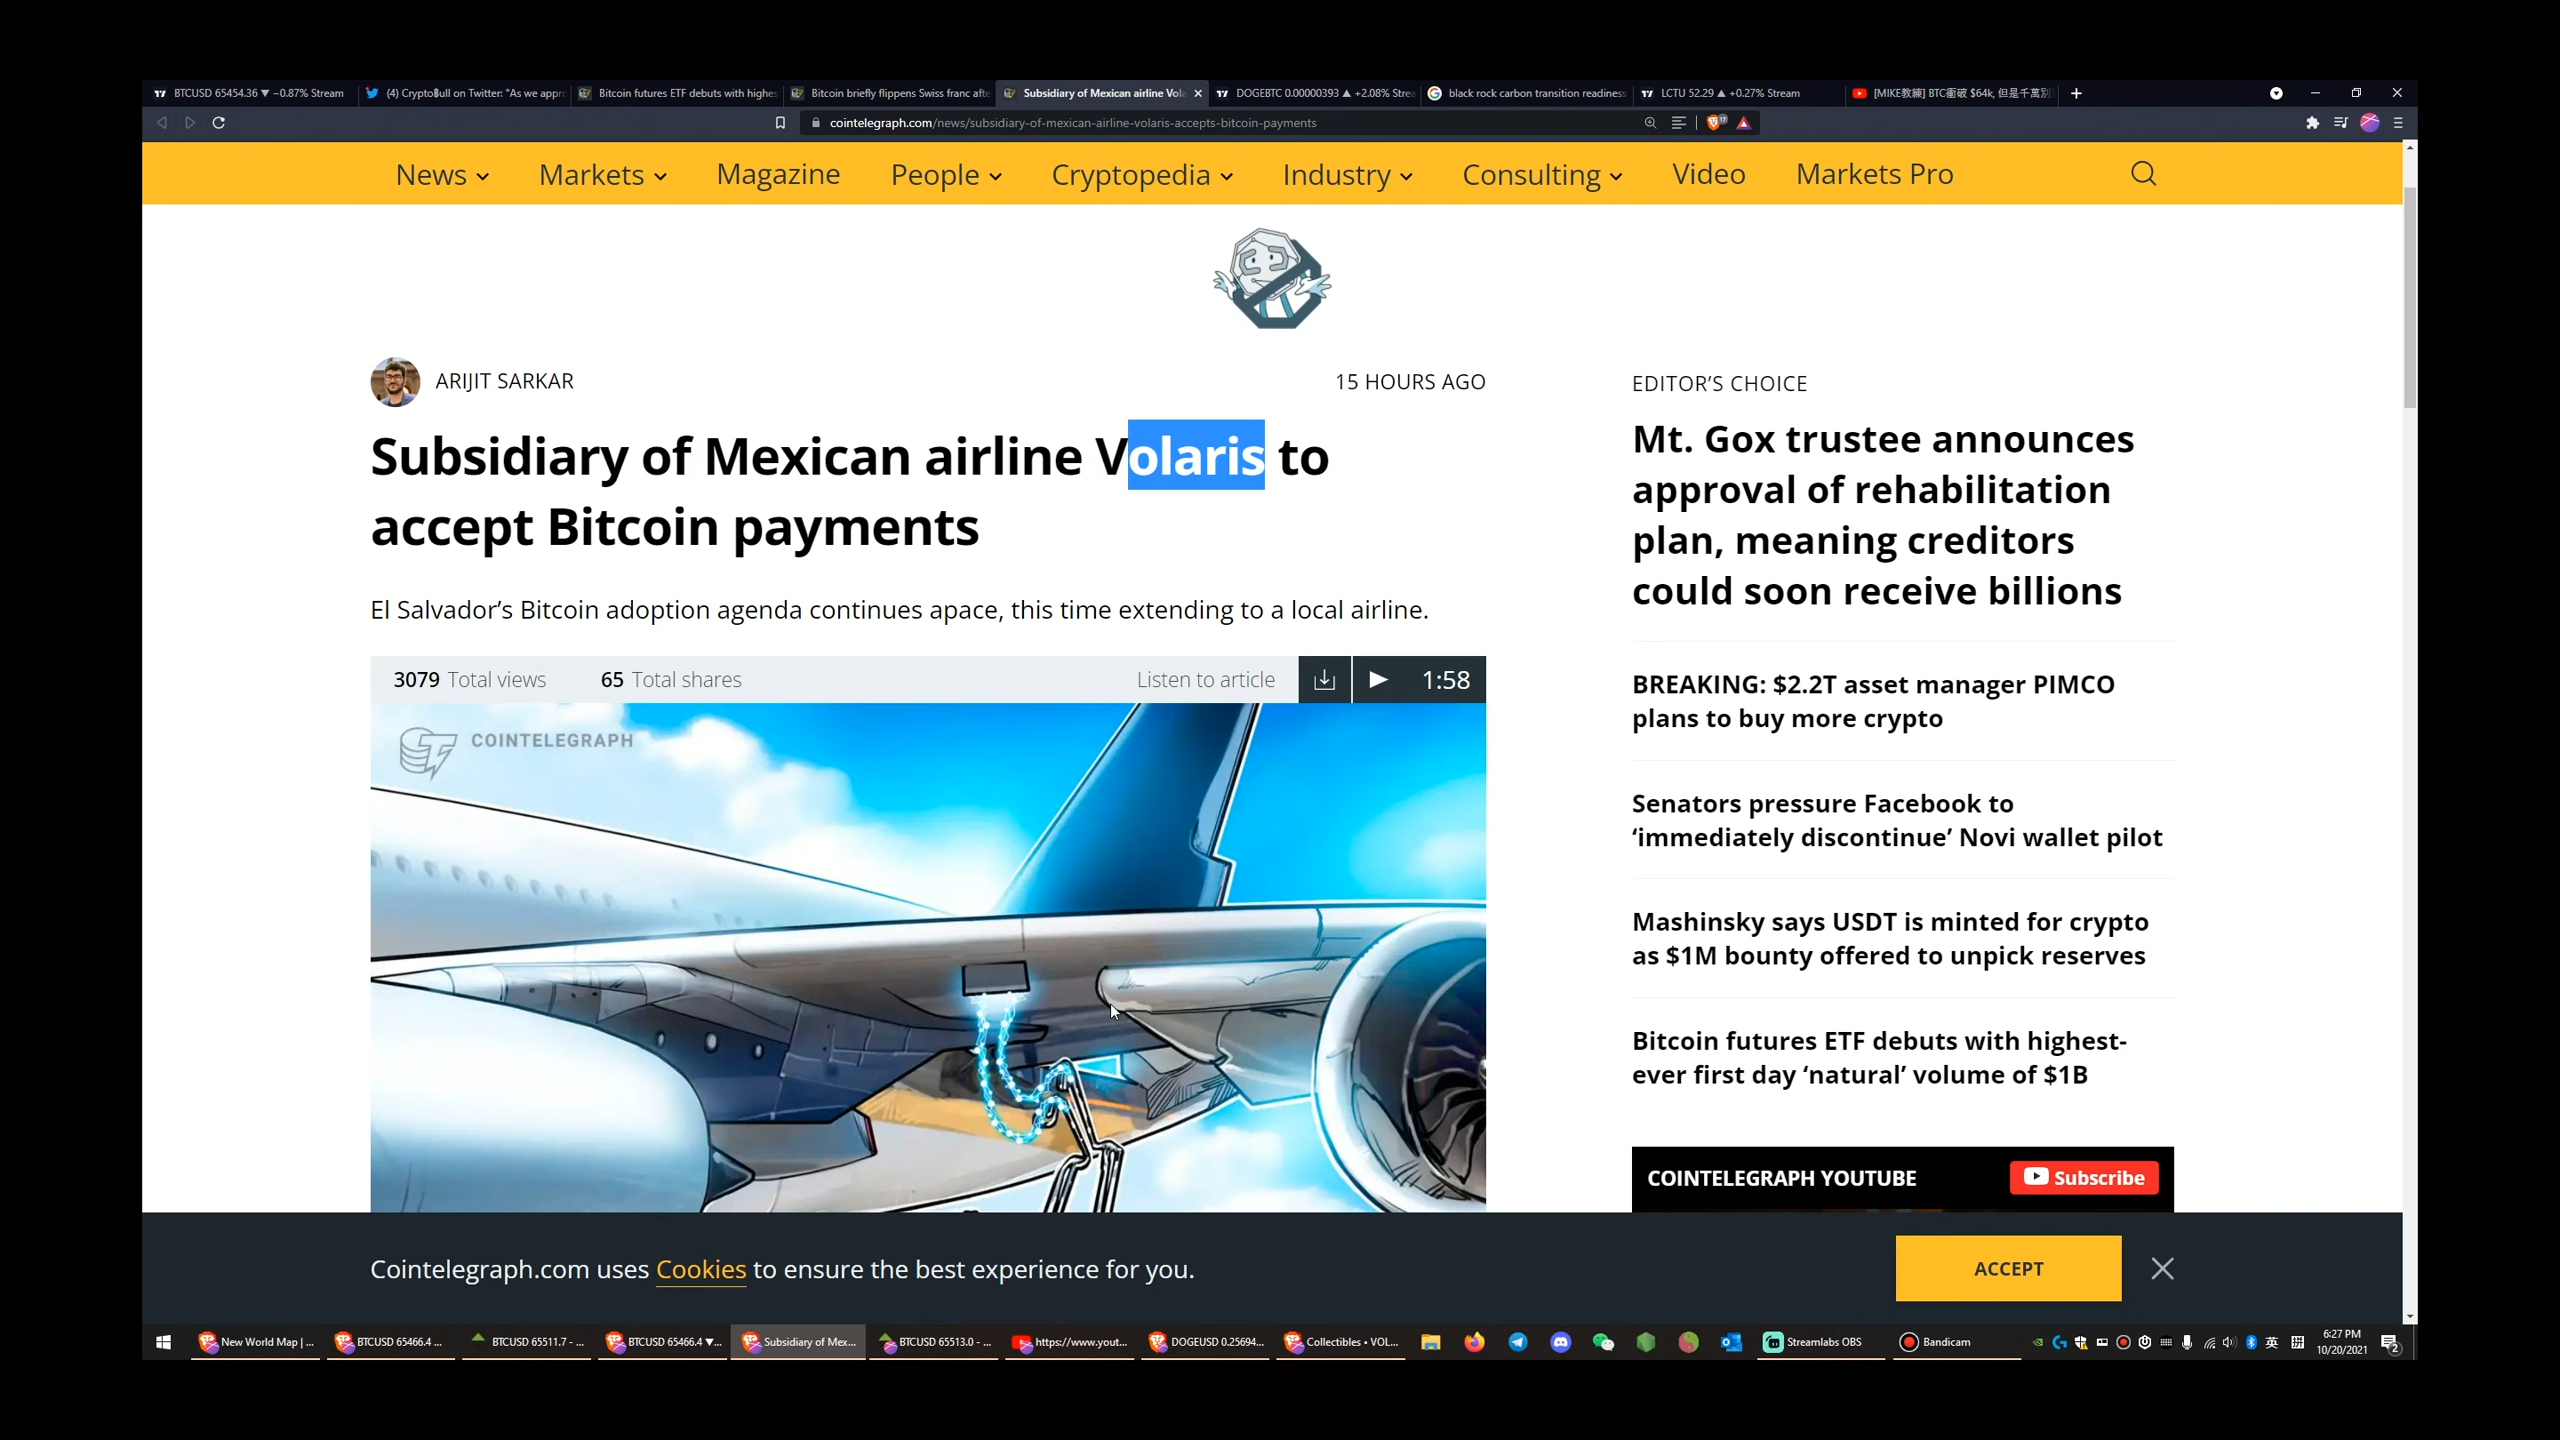 BTCUSD 65454.36 ▼ −0.87% Stream
(4) Crypto฿ull on Twitter: "As we appr
Bitcoin futures ETF debuts with highes
Bitcoin briefly flippens Swiss franc afte
Subsidiary of Mexican airline Vola
DOGEBTC 0.00000393 ▲ +2.08% Strea
black rock carbon transition readiness
LCTU 52.29 ▲ +0.27% Stream
[MIKE教練] BTC衝破 $64k, 但是千萬別
cointelegraph.com/news/subsidiary-of-mexican-airline-volaris-accepts-bitcoin-payments
News Markets Magazine People Cryptopedia Industry Consulting Video Markets Pro
ARIJIT SARKAR
15 HOURS AGO
Subsidiary of Mexican airline Volaris to
accept Bitcoin payments
El Salvador’s Bitcoin adoption agenda continues apace, this time extending to a local airline.
3079 Total views 65 Total shares Listen to article 1:58
COINTELEGRAPH
EDITOR’S CHOICE
Mt. Gox trustee announces
approval of rehabilitation
plan, meaning creditors
could soon receive billions
BREAKING: $2.2T asset manager PIMCO
plans to buy more crypto
Senators pressure Facebook to
‘immediately discontinue’ Novi wallet pilot
Mashinsky says USDT is minted for crypto
as $1M bounty offered to unpick reserves
Bitcoin futures ETF debuts with highest-
ever first day ‘natural’ volume of $1B
COINTELEGRAPH YOUTUBE
Subscribe
Cointelegraph.com uses Cookies to ensure the best experience for you.
ACCEPT
New World Map | ...
BTCUSD 65466.4 ...
BTCUSD 65511.7 - ...
BTCUSD 65466.4 ▼...
Subsidiary of Mex...
BTCUSD 65513.0 - ...
https://www.yout...
DOGEUSD 0.25694...
Collectibles • VOL...
Streamlabs OBS
Bandicam
英
6:27 PM
10/20/2021
2